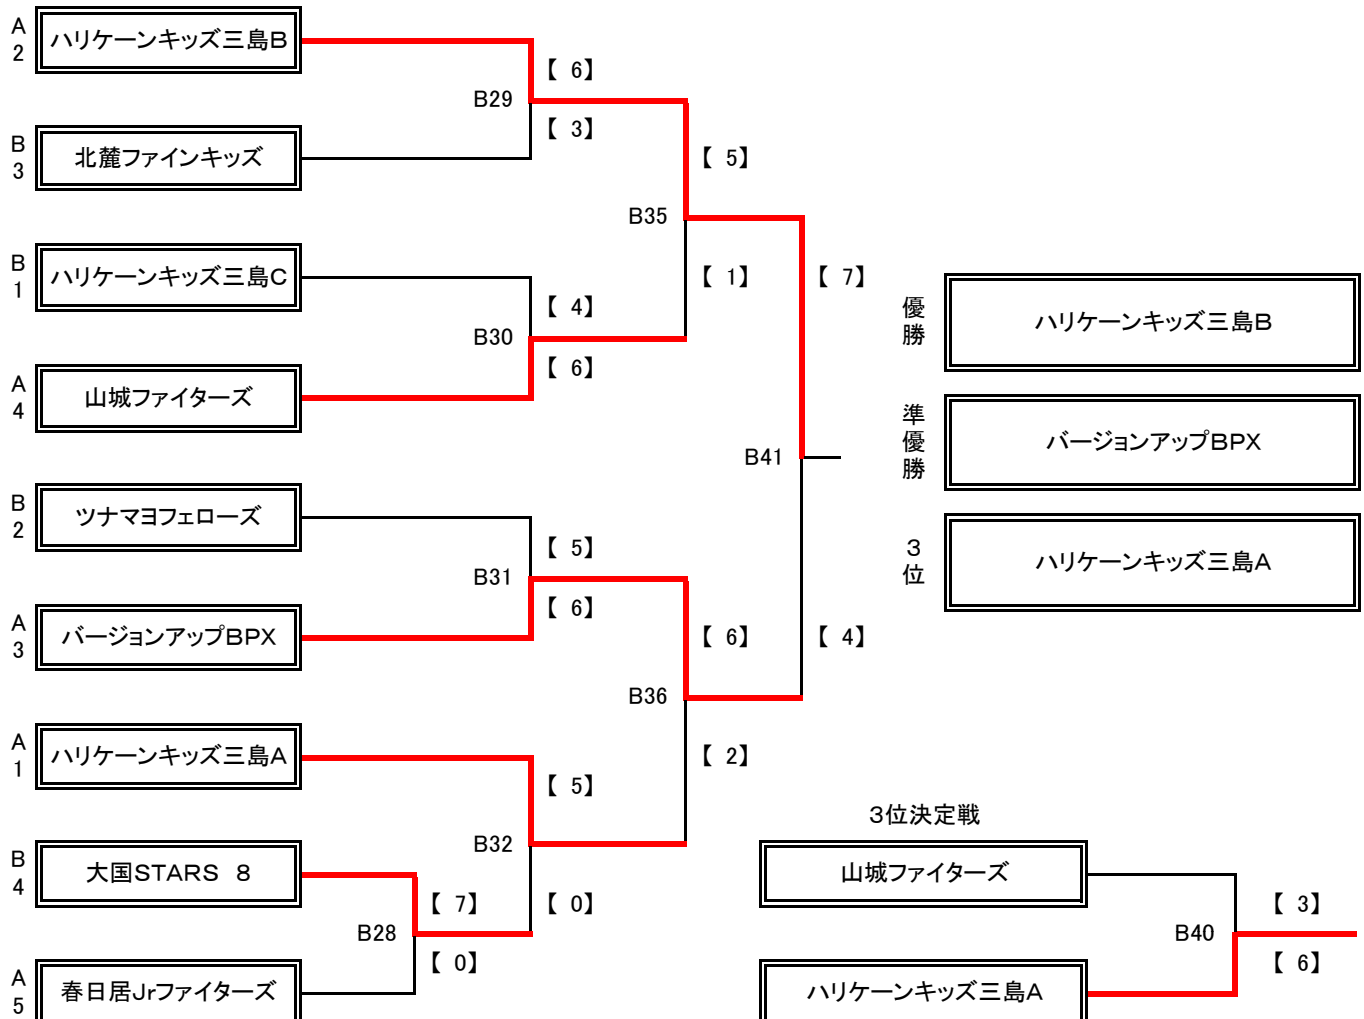 A
2
ハリケーンキッズ三島B
【 6】
B29
【 3】
B
3
北麓ファインキッズ
【 5】
B35
B
1
ハリケーンキッズ三島C
【 1】
【 7】
【 4】
B30
【 6】
A
4
山城ファイターズ
優勝
ハリケーンキッズ三島B
準優勝
バージョンアップBPX
3位
ハリケーンキッズ三島A
B41
B
2
ツナマヨフェローズ
【 5】
B31
【 6】
A
3
バージョンアップBPX
【 6】
【 4】
B36
A
1
ハリケーンキッズ三島A
【 2】
【 5】
B32
B
4
大国STARS 8
【 7】
【 0】
B28
【 0】
A
5
春日居Jrファイターズ
3位決定戦
山城ファイターズ
【 3】
B40
【 6】
ハリケーンキッズ三島A